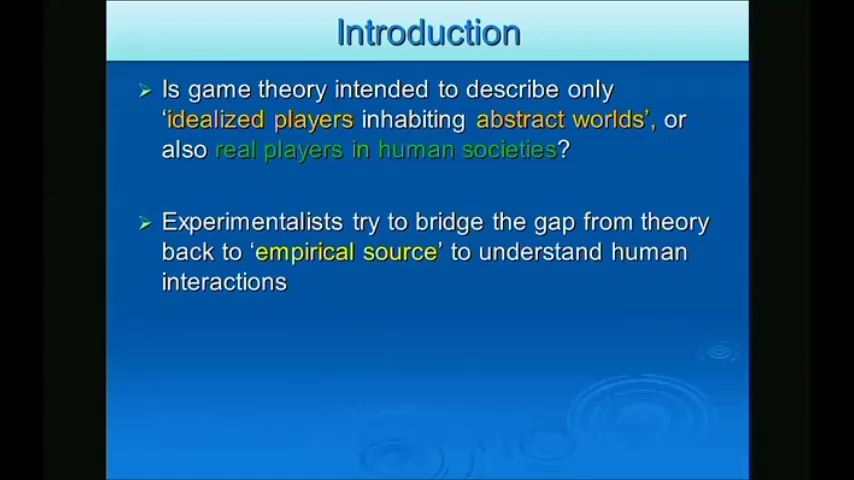 Introduction
Is game theory intended to describe only
‘idealized players inhabiting abstract worlds’, or
also real players in human societies?
Experimentalists try to bridge the gap from theory
back to ‘empirical source’ to understand human
interactions